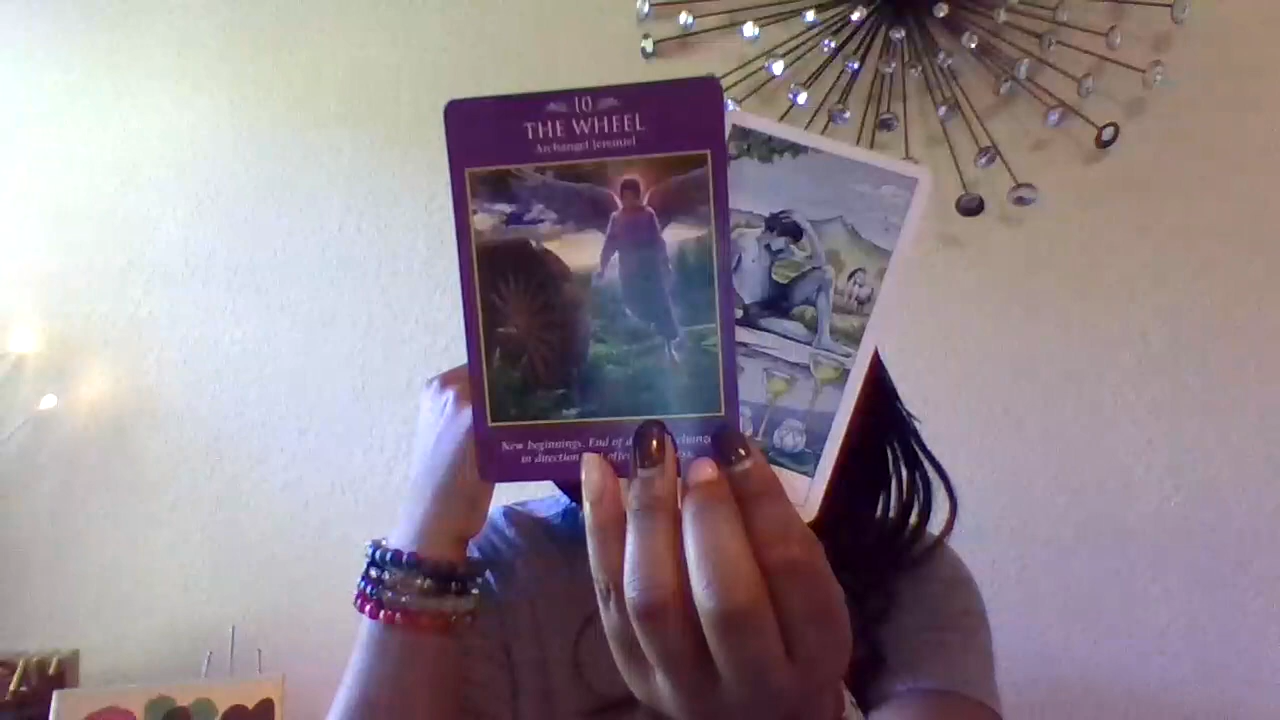 10
THE WHEEL
Archangel Jeremiel
New beginnings. End of
in direction